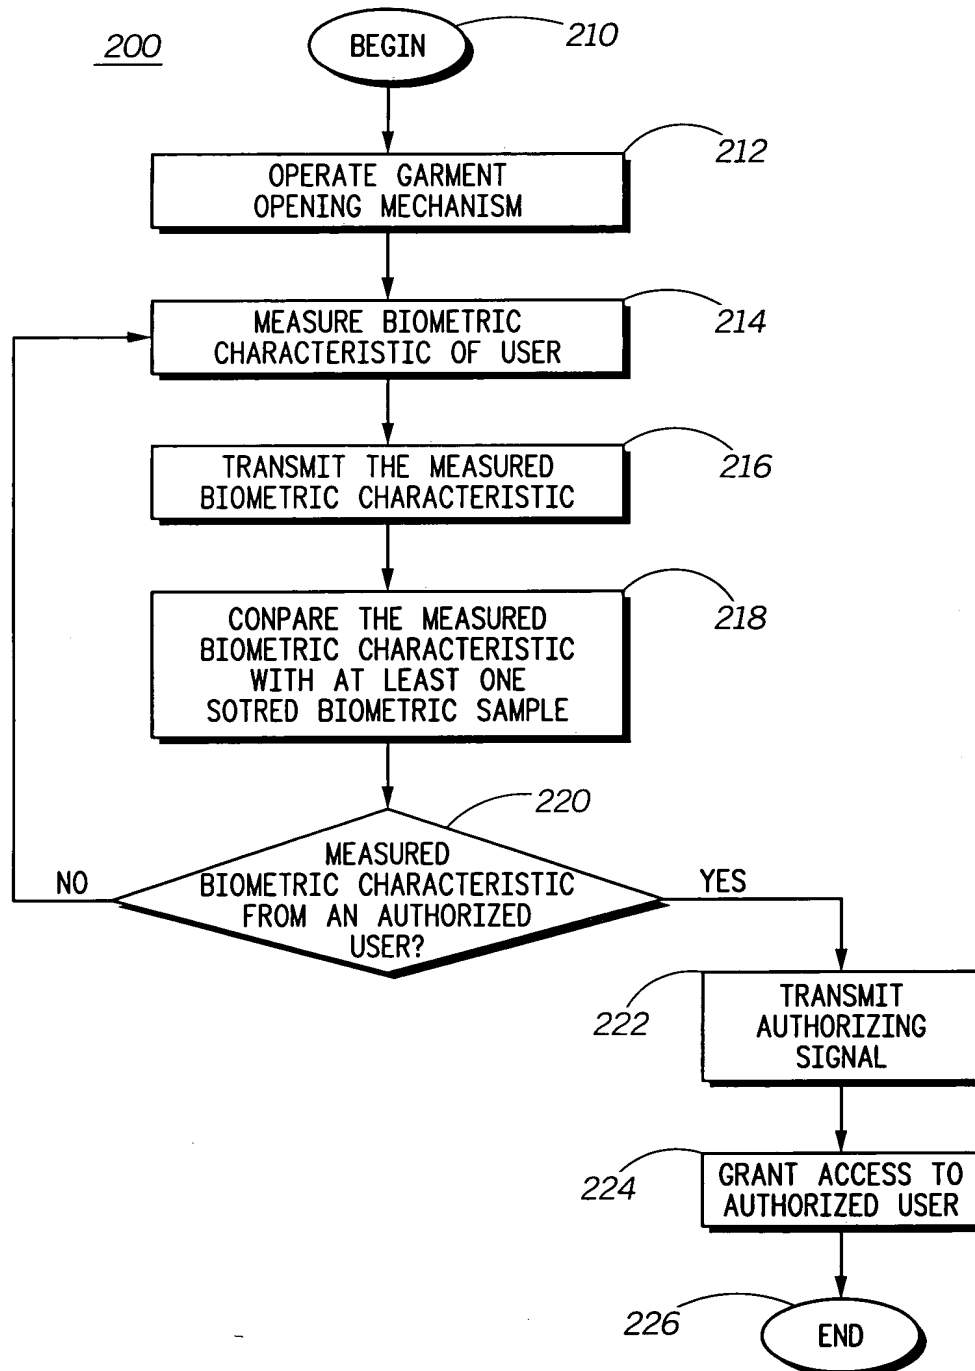 200
BEGIN
210
OPERATE GARMENT
OPENING MECHANISM
212
MEASURE BIOMETRIC
CHARACTERISTIC OF USER
214
TRANSMIT THE MEASURED
BIOMETRIC CHARACTERISTIC
216
CONPARE THE MEASURED
BIOMETRIC CHARACTERISTIC
WITH AT LEAST ONE
SOTRED BIOMETRIC SAMPLE
218
220
MEASURED
BIOMETRIC CHARACTERISTIC
FROM AN AUTHORIZED
USER?
NO
YES
222
TRANSMIT
AUTHORIZING
SIGNAL
224
GRANT ACCESS TO
AUTHORIZED USER
226
END